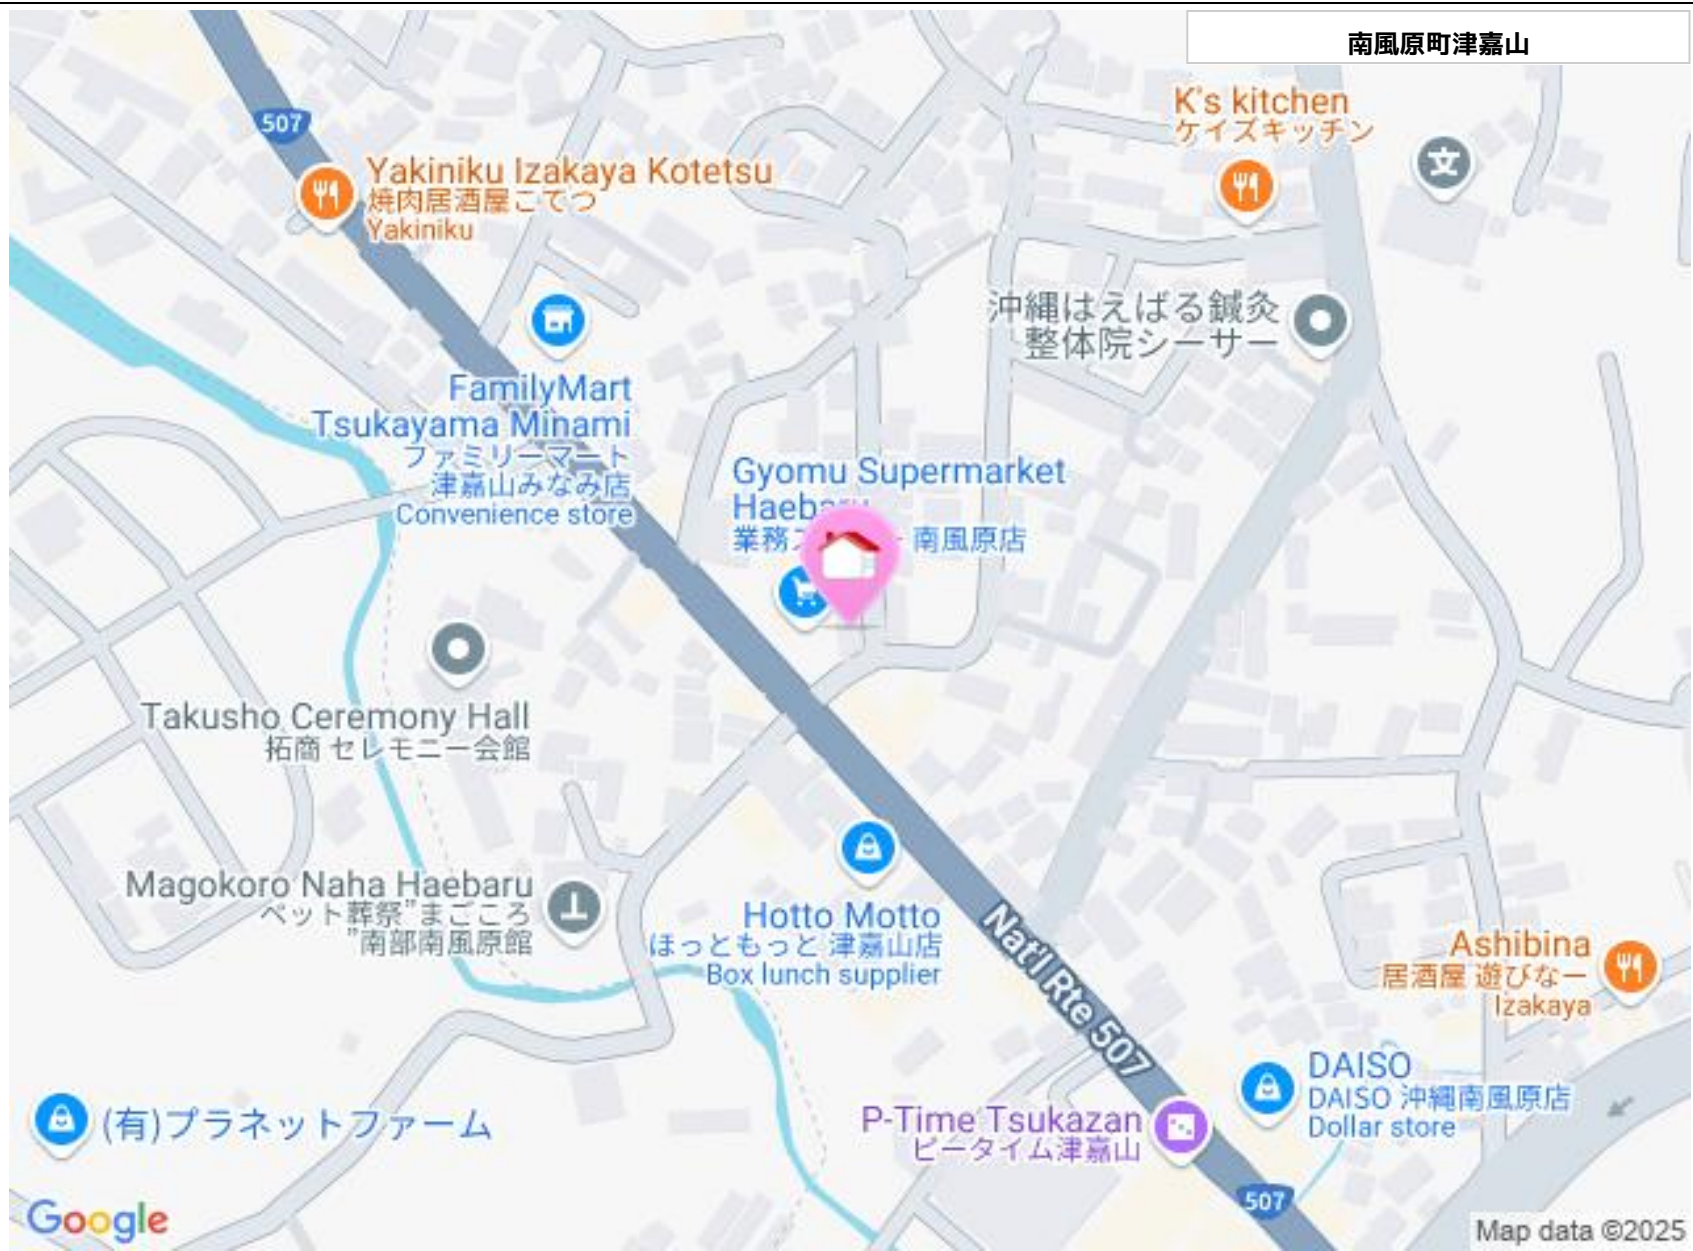 南風原町津嘉山
507
K's kitchen
ケイズキッチン
文
Yakiniku Izakaya Kotetsu
焼肉居酒屋こてつ
Yakiniku
沖縄はえばる鍼灸
整体院シーサー
FamilyMart
Tsukayama Minami
ファミリーマート
津嘉山みなみ店
Convenience store
Gyomu Supermarket
南風原店
Takusho Ceremony Hall
拓商 セレモニー会館
Magokoro Naha Haebaru
ペット葬祭"まごころ
"南部南風原館
Hotto Motto
ほっともっと 津嘉山店
Box lunch supplier
Nat'l Rte 507
Ashibina
居酒屋 遊びなー
Izakaya
DAISO
DAISO 沖縄南風原店
Dollar store
(有)プラネットファーム
P-Time Tsukazan
ピータイム津嘉山
507
Google
Map data ©2025